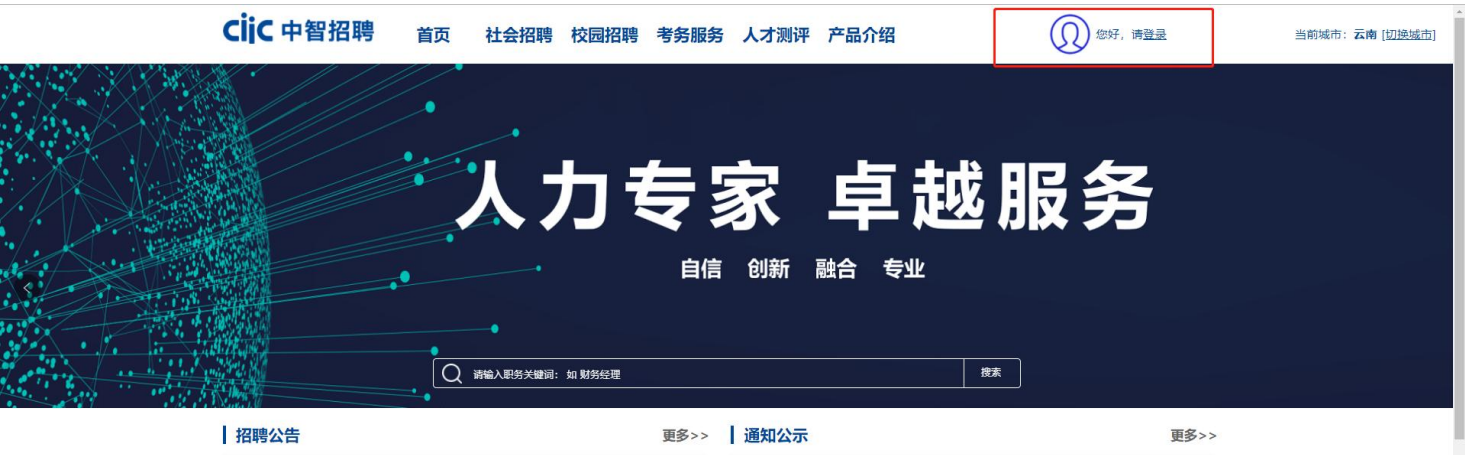 ciic 中智招聘 首页 社会招聘 校园招聘 考务服务 人才测评 产品介绍 您好，请登录 当前城市：云南 [切换城市]
人力专家 卓越服务
自信 创新 融合 专业
请输入职务关键词：如 财务经理 搜索
招聘公告 更多>> 通知公示 更多>>